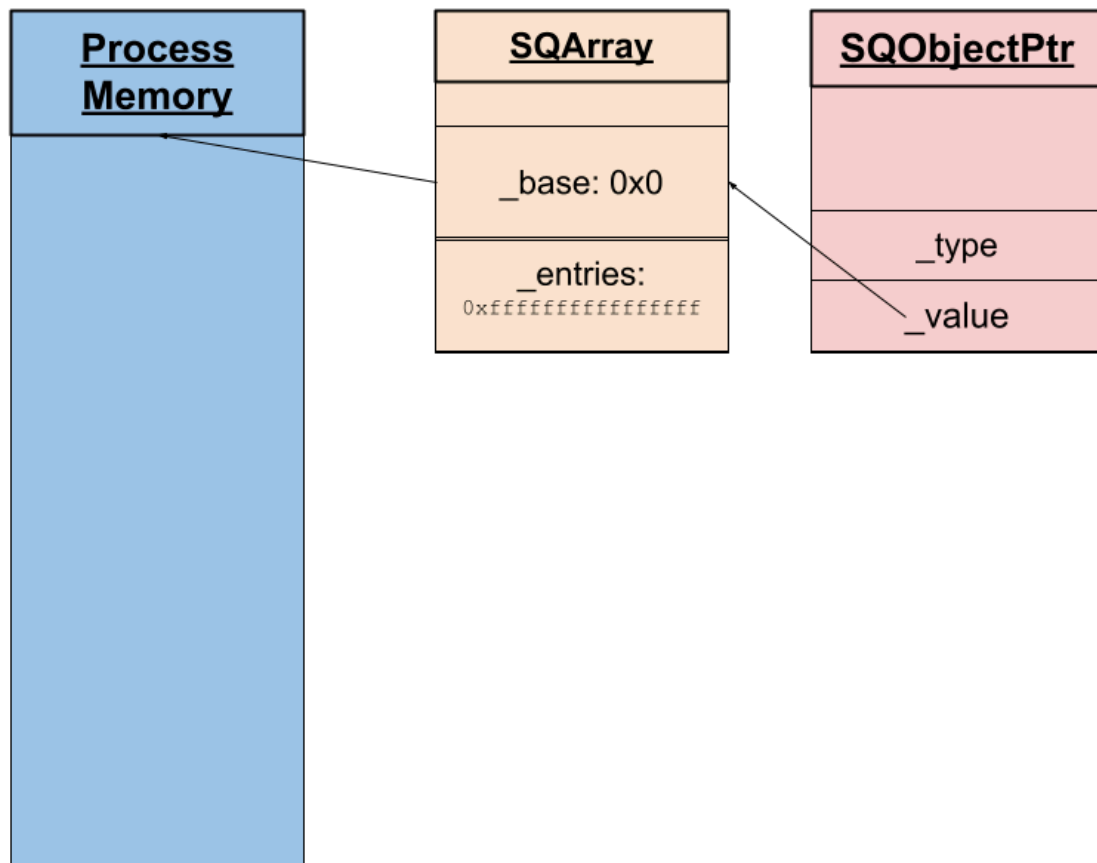 Process
Memory
SQArray
_base: 0x0
_entries:
0xffffffffffffffff
SQObjectPtr
_type
_value